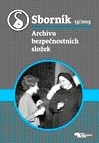 Sborník
13/2015
Archivu
bezpečnostních
složek